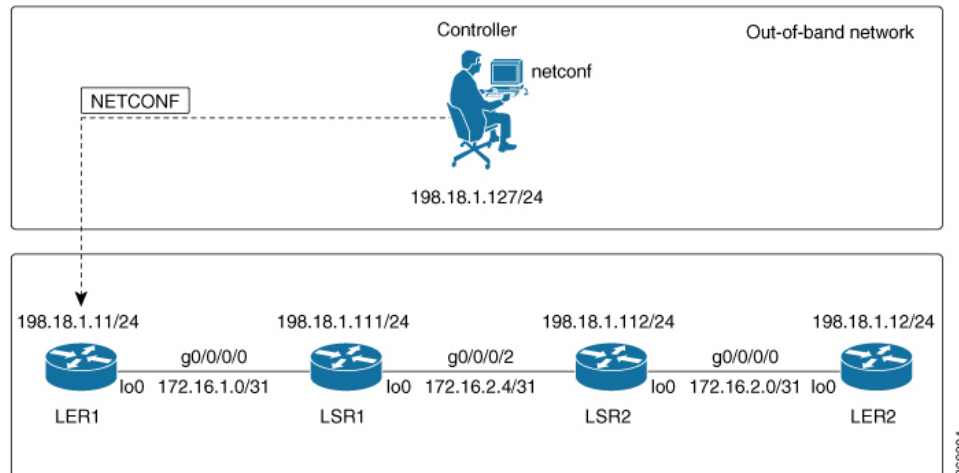 Controller
Out-of-band network
netconf
NETCONF
198.18.1.127/24
198.18.1.11/24
198.18.1.111/24
198.18.1.112/24
198.18.1.12/24
g0/0/0/0
g0/0/0/2
g0/0/0/0
lo0
172.16.1.0/31
lo0
172.16.2.4/31
lo0
172.16.2.0/31
lo0
LER1
LSR1
LSR2
LER2